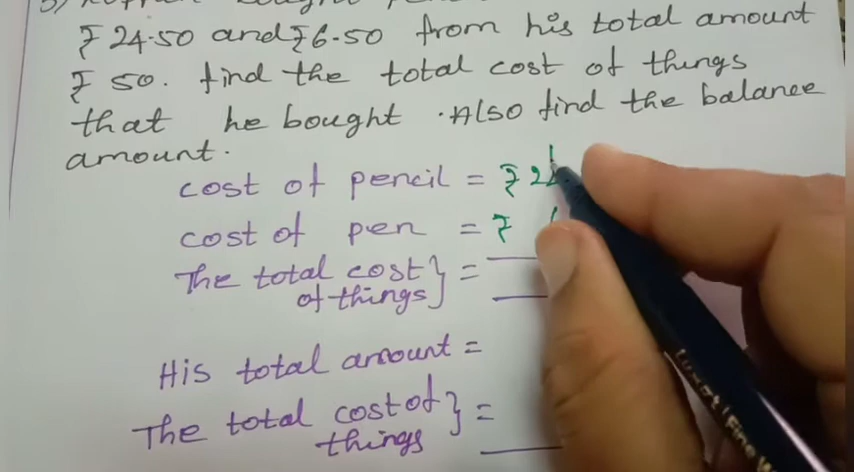 ₹ 24.50 and ₹6.50 from his total amount
₹ 50. find the total cost of things
that he bought. Also find the balance
amount.
cost of pencil = ₹ 24
cost of pen = ₹
The total cost of things } =
His total amount =
The total cost of things } =